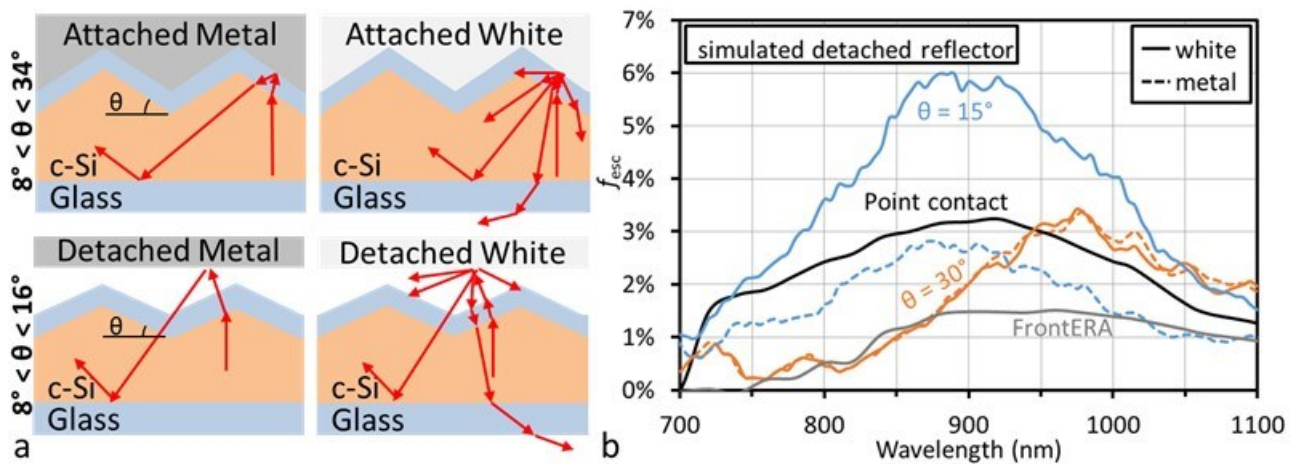 Attached Metal
Attached White
8° < θ < 34°
θ
c-Si
Glass
c-Si
Glass
Detached Metal
Detached White
8° < θ < 16°
θ
c-Si
Glass
c-Si
Glass
a
simulated detached reflector
white
metal
θ = 15°
Point contact
θ = 30°
FrontERA
fesc
7%
6%
5%
4%
3%
2%
1%
0%
700 800 900 1000 1100
Wavelength (nm)
b